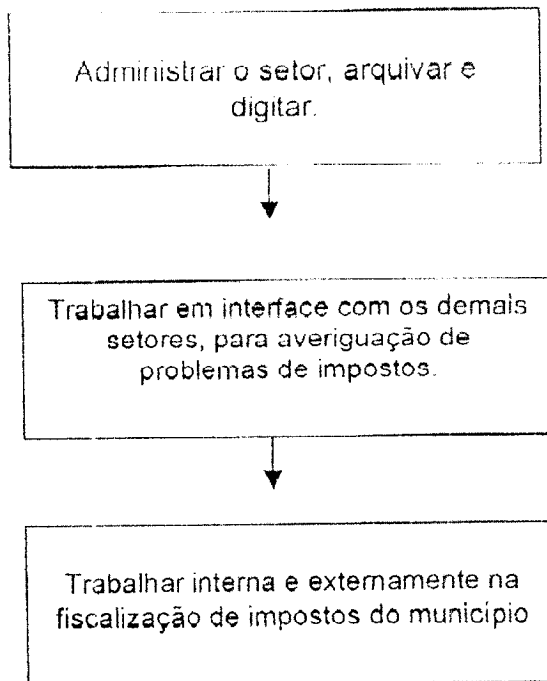 Administrar o setor, arquivar e
digitar.
Trabalhar em interface com os demais
setores, para averiguação de
problemas de impostos.
Trabalhar interna e externamente na
fiscalização de impostos do município